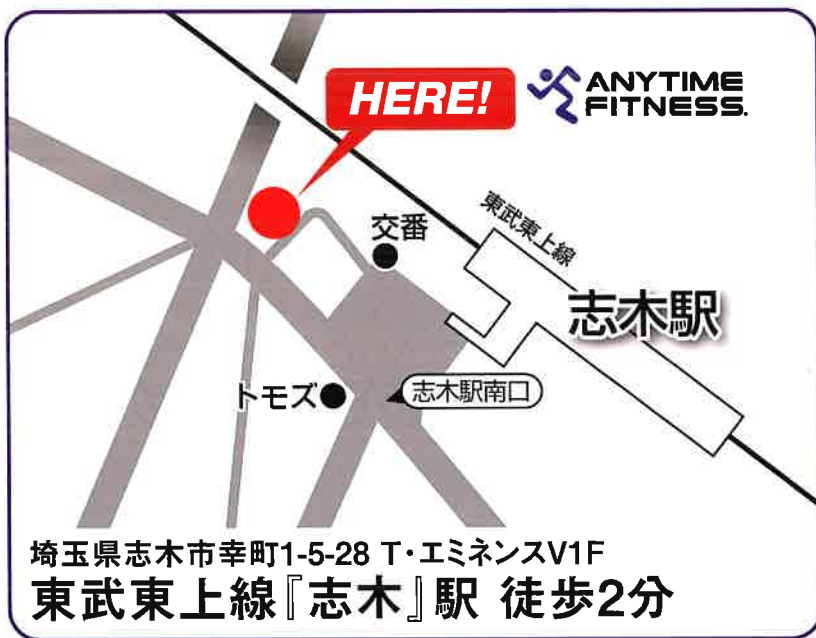 HERE!
ANYTIME
FITNESS.
東武東上線
交番
志木駅
トモズ
志木駅南口
埼玉県志木市幸町1-5-28 T・エミネンスV1F
東武東上線『志木』駅 徒歩2分